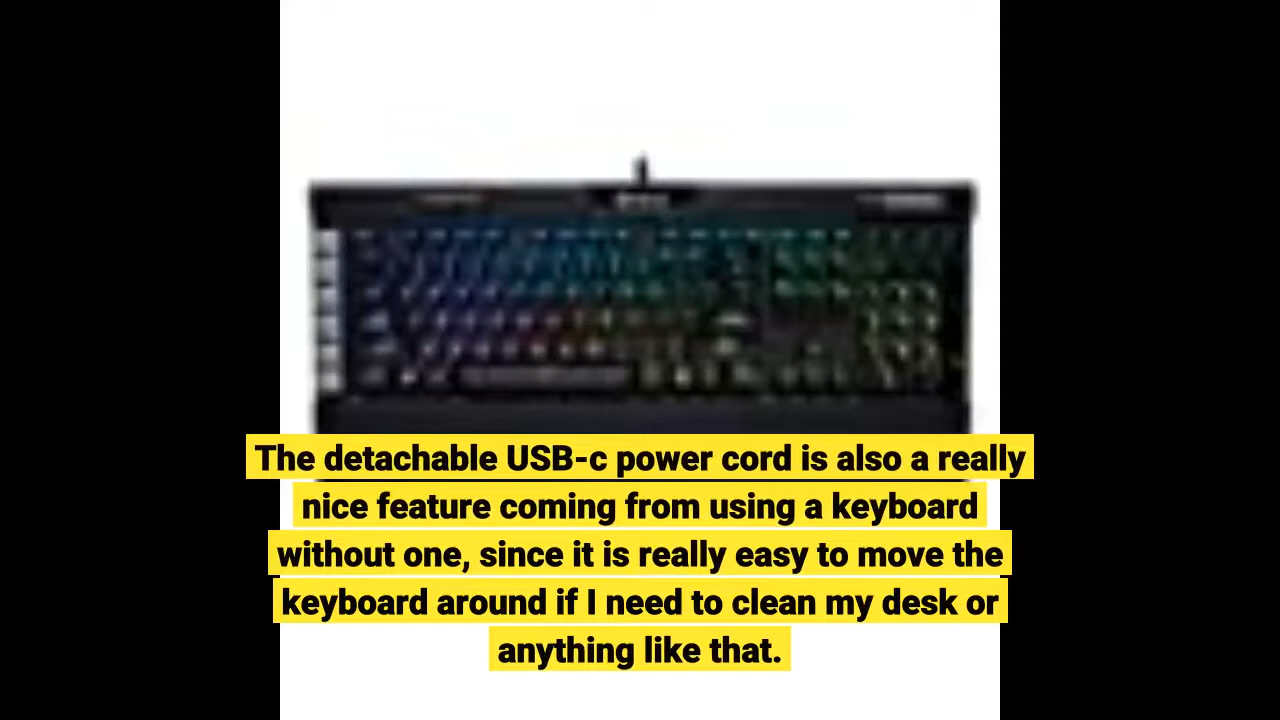 The detachable USB-c power cord is also a really
nice feature coming from using a keyboard
without one, since it is really easy to move the
keyboard around if I need to clean my desk or
anything like that.